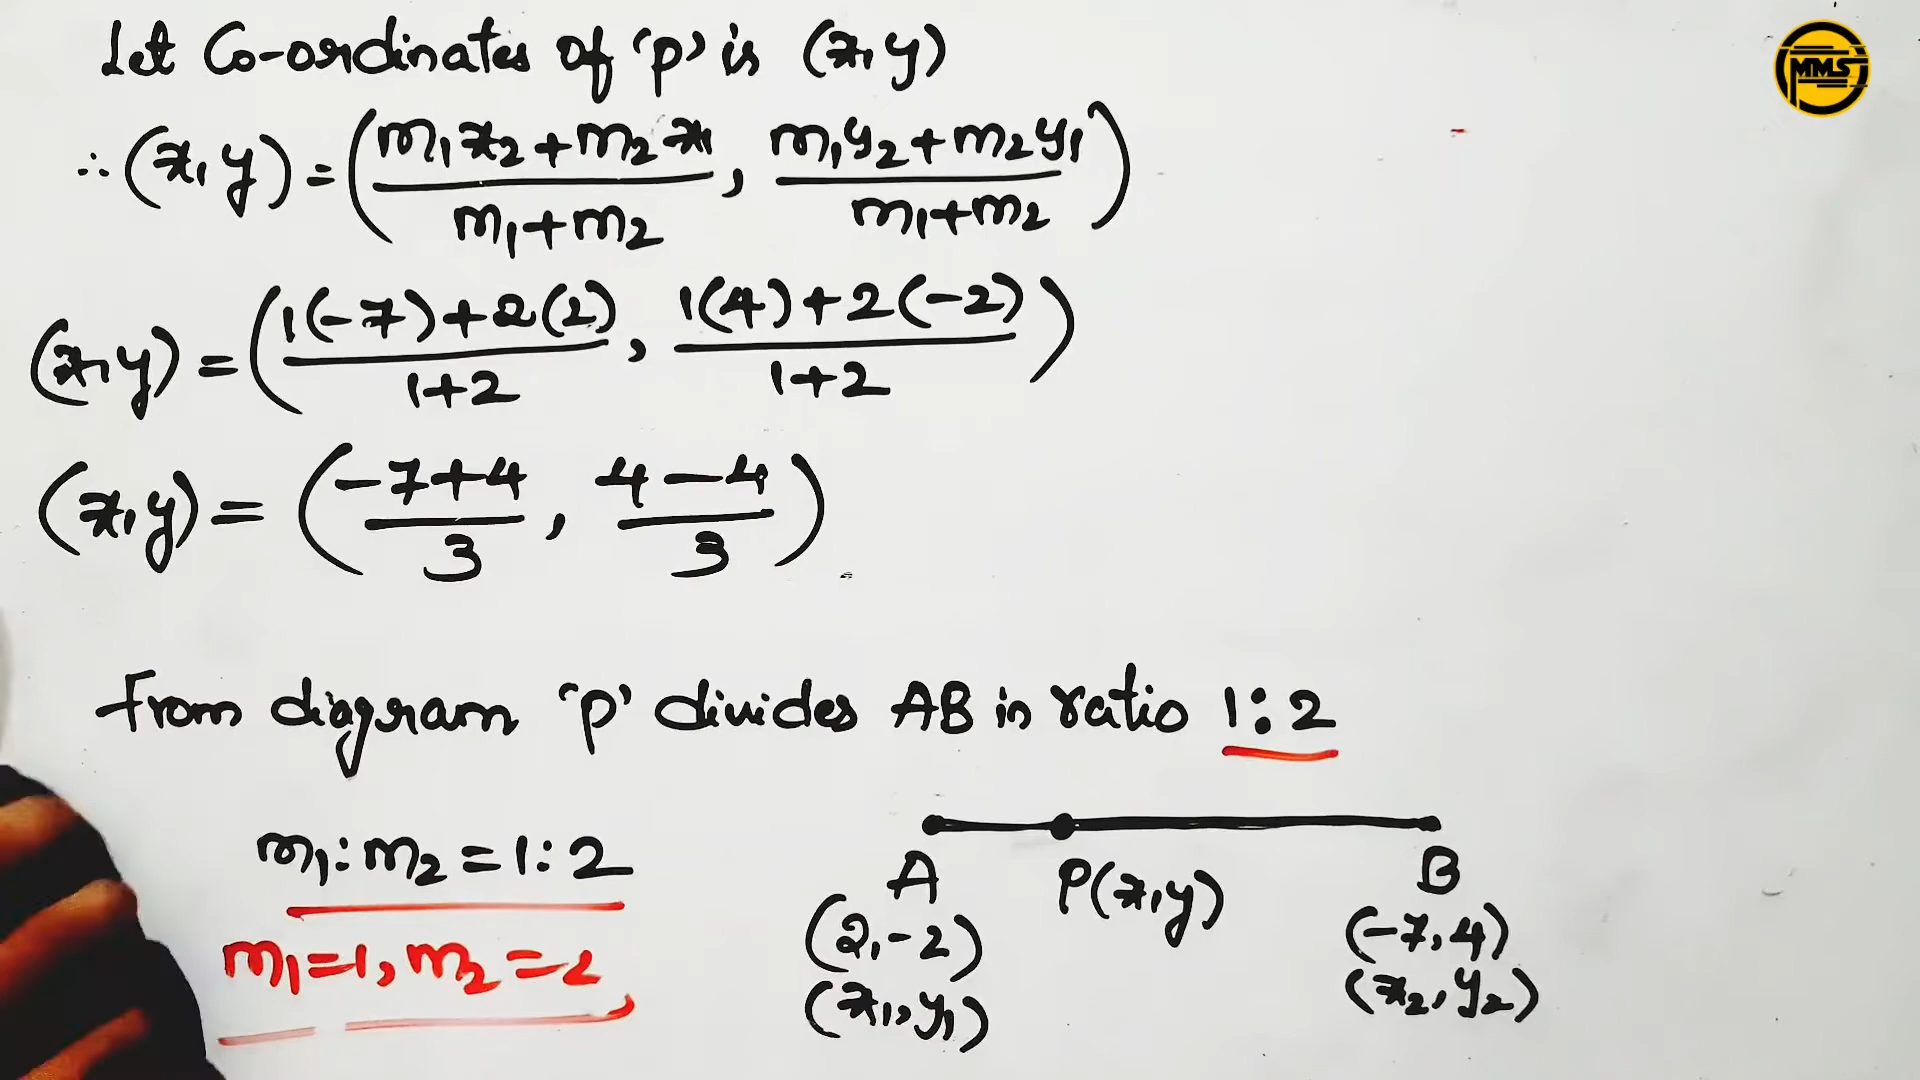 Let Co-ordinates of 'p' is (x, y)
MMS
∴ (x, y) = (m₁x₂+m₂x₁/m₁+m₂, m₁y₂+m₂y₁/m₁+m₂)
(x, y) = (1(-7)+2(2)/1+2, 1(4)+2(-2)/1+2)
(x, y) = (-7+4/3, 4-4/3)
From diagram 'p' divides AB in ratio 1:2
m₁:m₂ = 1:2
m₁=1, m₂=2
A P(x, y) B
(2, -2) (-7, 4)
(x₁, y₁) (x₂, y₂)